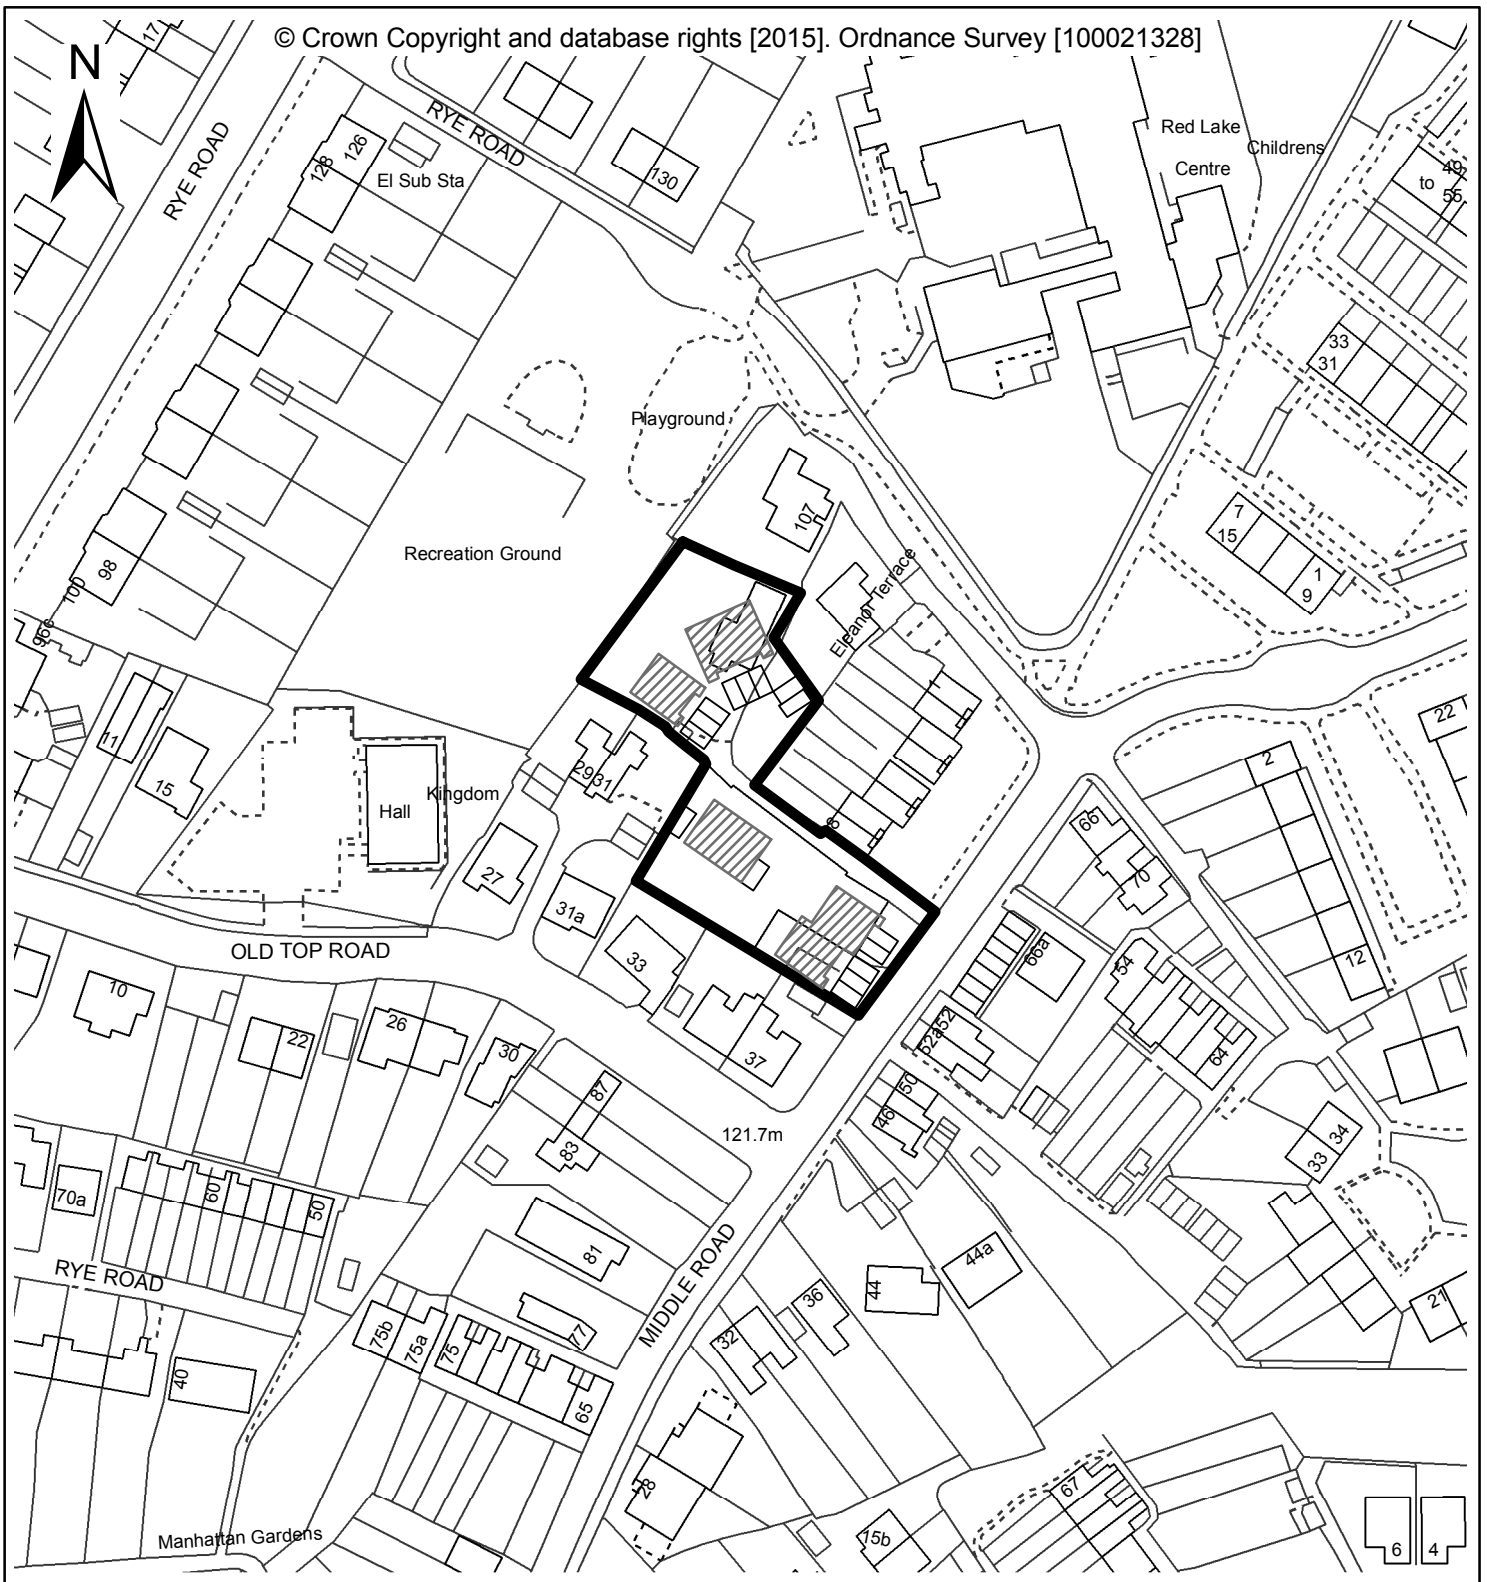 © Crown Copyright and database rights [2015]. Ordnance Survey [100021328]
N
17
RYE ROAD
RYE ROAD
126
128
El Sub Sta
130
Red Lake
Childrens
Centre
49
to
55
33
31
Playground
107
7
15
1
9
Recreation Ground
Eleanor Terrace
98
100
96c
11
15
Hall
Kingdom
29
31
27
31a
33
37
8
22
2
12
66
70
66a
54
64
52
52a
50
46
OLD TOP ROAD
10
22
26
30
87
83
121.7m
34
33
70a
60
50
81
77
MIDDLE ROAD
44a
44
36
32
21
RYE ROAD
75b
75a
75
65
40
28
67
15b
Manhattan Gardens
6
4